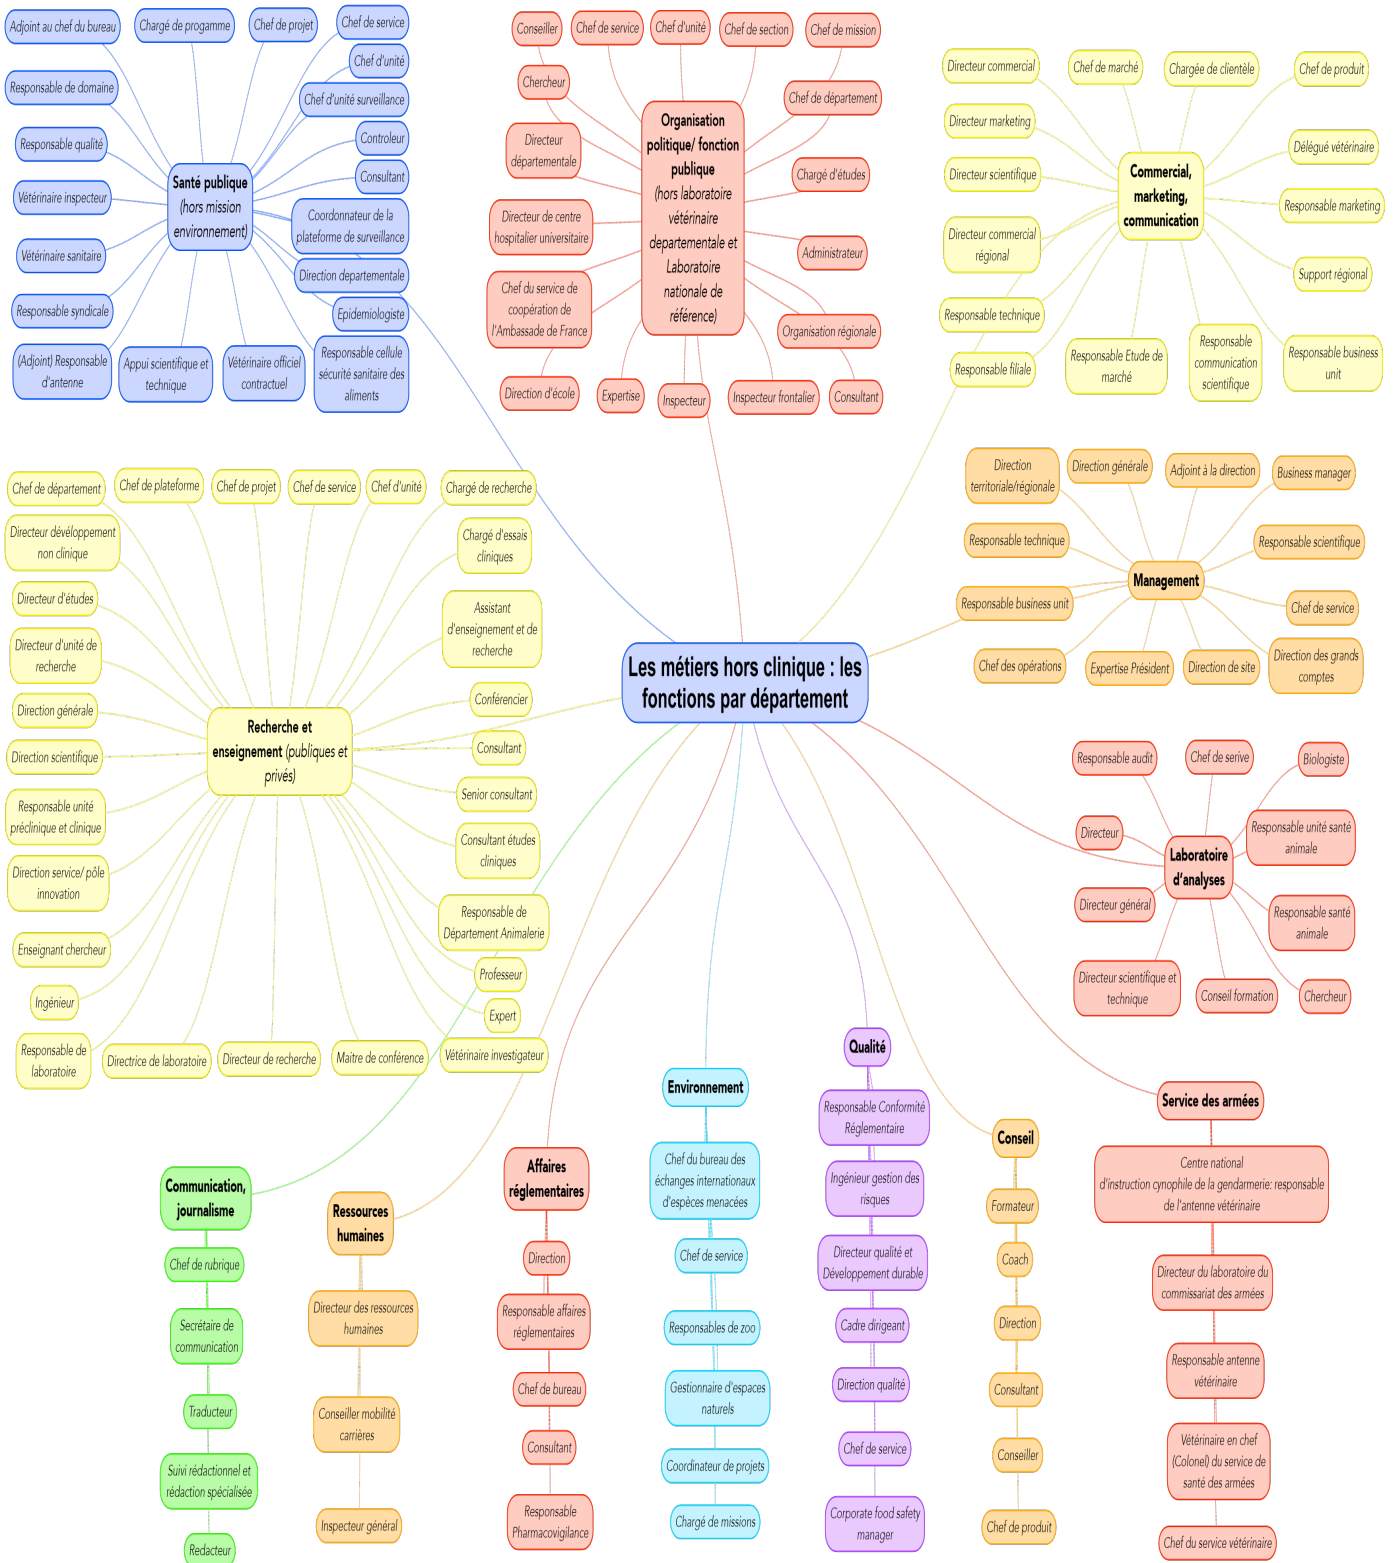 Adjoint au chef du bureau
Chargé de progamme
Chef de projet
Chef de service
Chef d'unité
Chef d'unité surveillance
Controleur
Consultant
Coordonnateur de la
plateforme de surveillance
Direction departementale
Epidemiologiste
Responsable cellule
sécurité sanitaire des
aliments
Vétérinaire officiel
contractuel
Appui scientifique et
technique
(Adjoint) Responsable
d'antenne
Responsable syndicale
Vétérinaire sanitaire
Vétérinaire inspecteur
Responsable qualité
Responsable de domaine
Santé publique
(hors mission
environnement)
Conseiller
Chef de service
Chef d'unité
Chef de section
Chef de mission
Chercheur
Chef de département
Directeur
départementale
Chargé d'études
Directeur de centre
hospitalier universitaire
Administrateur
Chef du service de
coopération de
l'Ambassade de France
Organisation régionale
Direction d'école
Expertise
Inspecteur
Inspecteur frontalier
Consultant
Organisation
politique/ fonction
publique
(hors laboratoire
vétérinaire
departementale et
Laboratoire
nationale de
référence)
Directeur commercial
Chef de marché
Chargée de clientèle
Chef de produit
Directeur marketing
Délégué vétérinaire
Directeur scientifique
Responsable marketing
Directeur commercial
régional
Support régional
Responsable technique
Responsable filiale
Responsable Etude de
marché
Responsable
communication
scientifique
Responsable business
unit
Commercial,
marketing,
communication
Chef de département
Chef de plateforme
Chef de projet
Chef de service
Chef d'unité
Chargé de recherche
Directeur dévéloppement
non clinique
Chargé d'essais
cliniques
Directeur d'études
Assistant
d'enseignement et de
recherche
Directeur d'unité de
recherche
Conférencier
Direction générale
Consultant
Direction scientifique
Senior consultant
Responsable unité
préclinique et clinique
Consultant études
cliniques
Direction service/ pôle
innovation
Responsable de
Département Animalerie
Enseignant chercheur
Professeur
Ingénieur
Expert
Responsable de
laboratoire
Directrice de laboratoire
Directeur de recherche
Maitre de conférence
Vétérinaire investigateur
Recherche et
enseignement (publiques et
privés)
Les métiers hors clinique : les
fonctions par département
Direction
territoriale/régionale
Direction générale
Adjoint à la direction
Business manager
Responsable technique
Responsable scientifique
Management
Responsable business unit
Chef de service
Chef des opérations
Expertise Président
Direction de site
Direction des grands
comptes
Responsable audit
Chef de serive
Biologiste
Directeur
Responsable unité santé
animale
Laboratoire
d'analyses
Directeur général
Responsable santé
animale
Directeur scientifique et
technique
Conseil formation
Chercheur
Communication,
journalisme
Chef de rubrique
Secrétaire de
communication
Traducteur
Suivi rédactionnel et
rédaction spécialisée
Redacteur
Ressources
humaines
Directeur des ressources
humaines
Conseiller mobilité
carrières
Inspecteur général
Affaires
réglementaires
Direction
Responsable affaires
réglementaires
Chef de bureau
Consultant
Responsable
Pharmacovigilance
Environnement
Chef du bureau des
échanges internationaux
d'espèces menacées
Chef de service
Responsables de zoo
Gestionnaire d'espaces
naturels
Coordinateur de projets
Chargé de missions
Qualité
Responsable Conformité
Réglementaire
Ingénieur gestion des
risques
Directeur qualité et
Développement durable
Cadre dirigeant
Direction qualité
Chef de service
Corporate food safety
manager
Conseil
Formateur
Coach
Direction
Consultant
Conseiller
Chef de produit
Service des armées
Centre national
d'instruction cynophile de la gendarmerie: responsable
de l'antenne vétérinaire
Directeur du laboratoire du
commissariat des armées
Responsable antenne
vétérinaire
Vétérinaire en chef
(Colonel) du service de
santé des armées
Chef du service vétérinaire